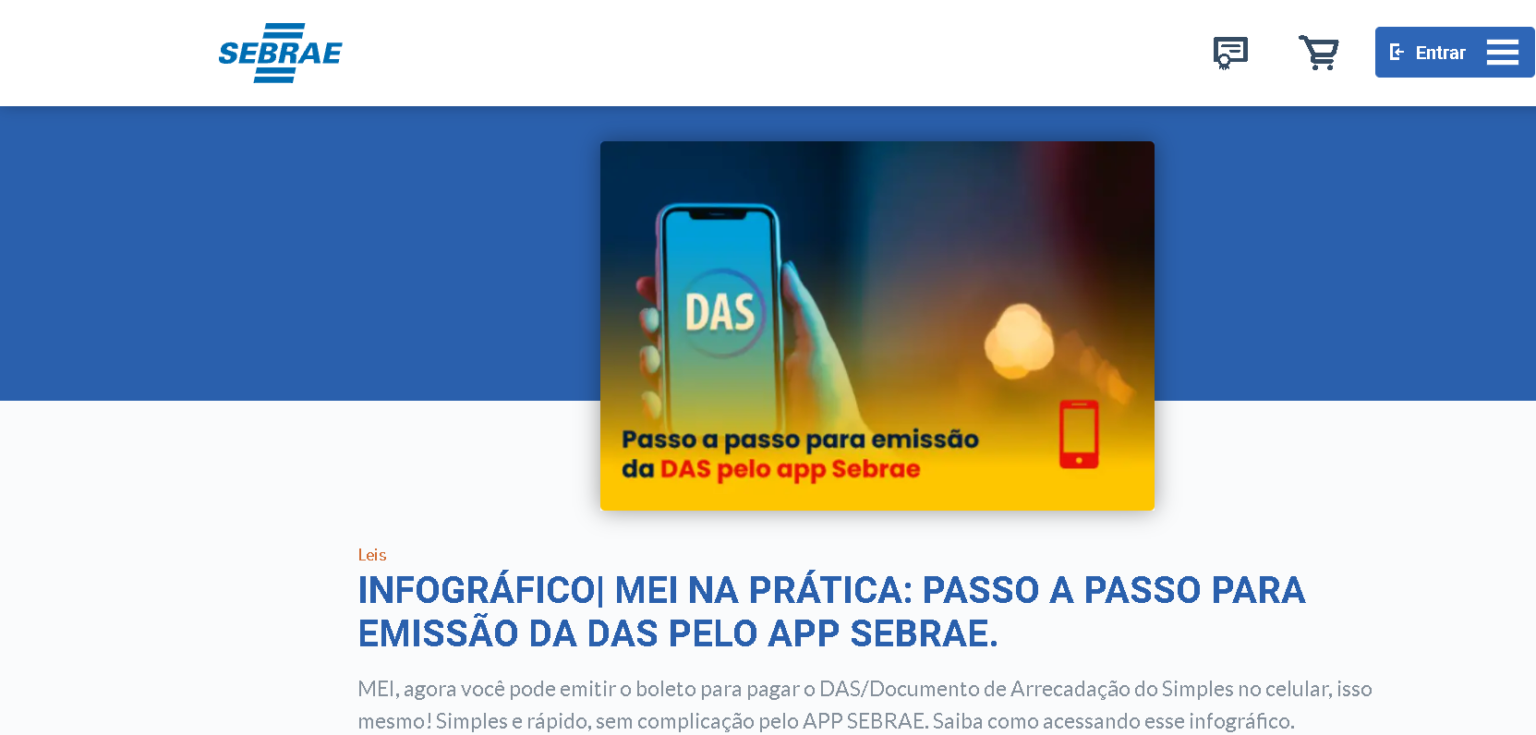 SEBRAE
Entrar
DAS
Passo a passo para emissão
da DAS pelo app Sebrae
Leis
INFOGRÁFICO| MEI NA PRÁTICA: PASSO A PASSO PARA
EMISSÃO DA DAS PELO APP SEBRAE.
MEI, agora você pode emitir o boleto para pagar o DAS/Documento de Arrecadação do Simples no celular, isso
mesmo! Simples e rápido, sem complicação pelo APP SEBRAE. Saiba como acessando esse infográfico.